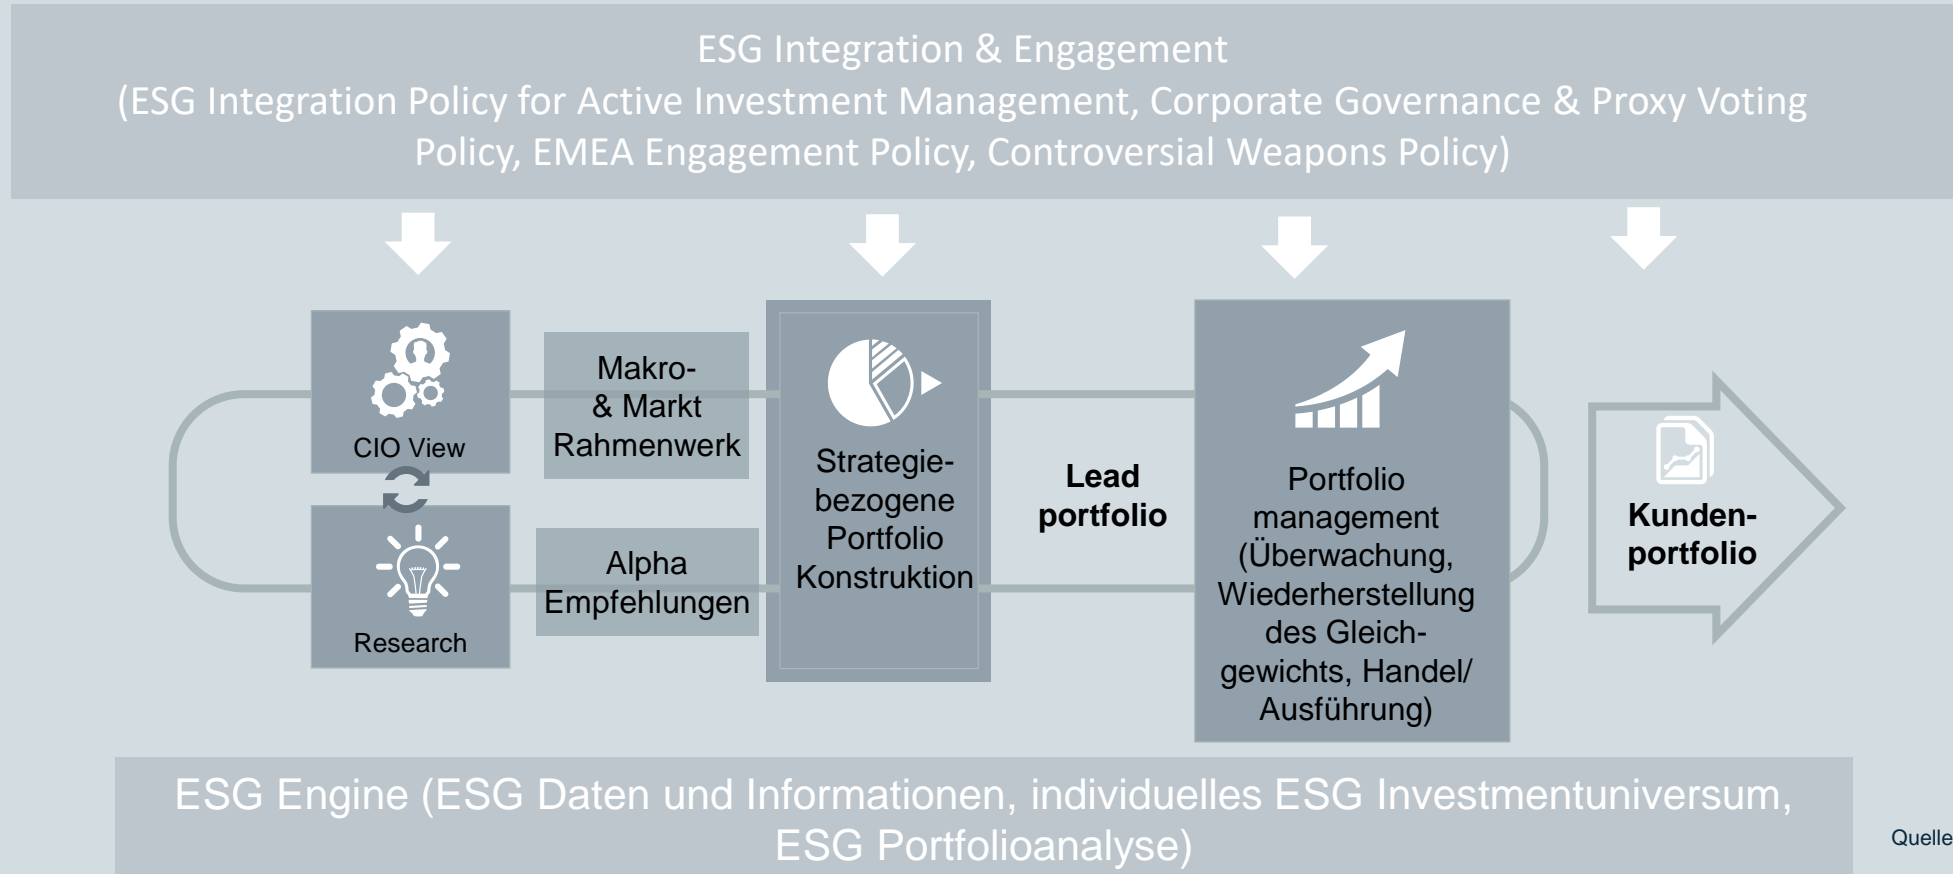 ESG Integration & Engagement
(ESG Integration Policy for Active Investment Management, Corporate Governance & Proxy Voting
Policy, EMEA Engagement Policy, Controversial Weapons Policy)
CIO View
Research
Makro-
& Markt
Rahmenwerk
Alpha
Empfehlungen
Strategie-
bezogene
Portfolio
Konstruktion
Lead
portfolio
Portfolio
management
(Überwachung,
Wiederherstellung
des Gleich-
gewichts, Handel/
Ausführung)
Kunden-
portfolio
ESG Engine (ESG Daten und Informationen, individuelles ESG Investmentuniversum,
ESG Portfolioanalyse)
Quelle